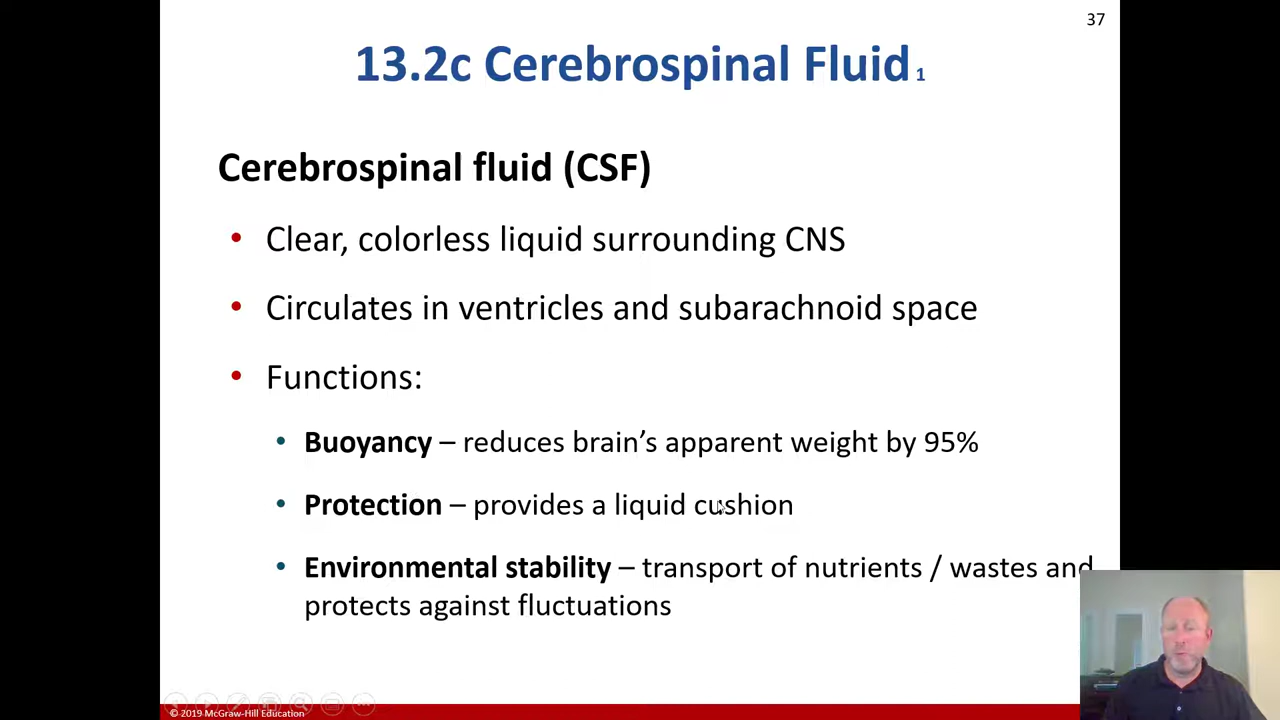 37
13.2c Cerebrospinal Fluid 1
Cerebrospinal fluid (CSF)
• Clear, colorless liquid surrounding CNS
• Circulates in ventricles and subarachnoid space
• Functions:
• Buoyancy – reduces brain’s apparent weight by 95%
• Protection – provides a liquid cushion
• Environmental stability – transport of nutrients / wastes and
protects against fluctuations
© 2019 McGraw-Hill Education